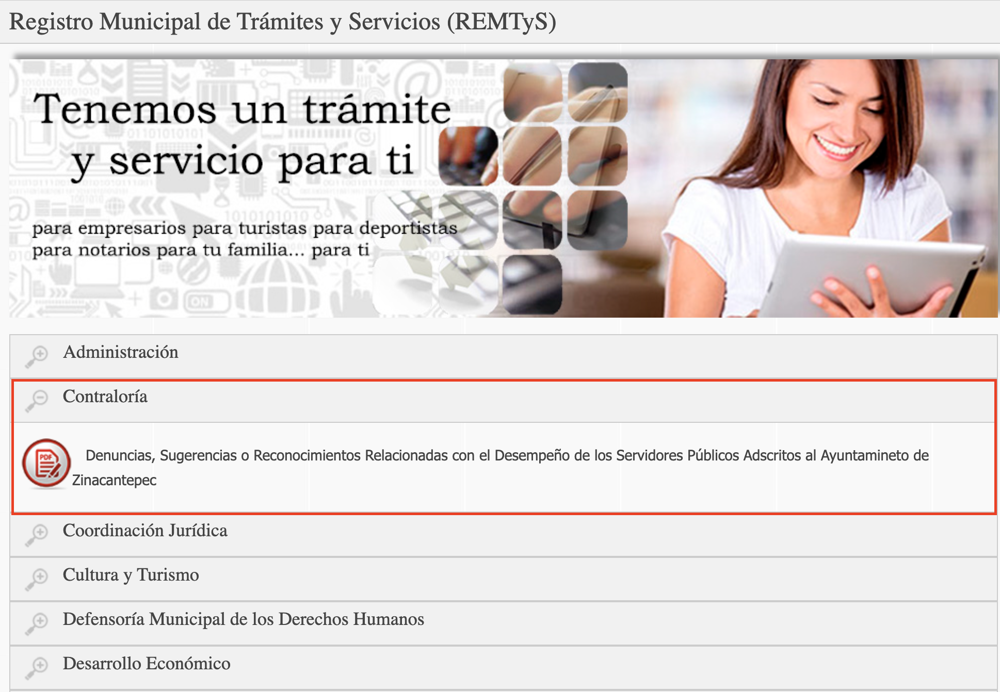 Registro Municipal de Trámites y Servicios (REMTyS)
Tenemos un trámite
y servicio para ti
para empresarios para turistas para deportistas
para notarios para tu familia... para ti
ON
Administración
Contraloría
PDF
Denuncias, Sugerencias o Reconocimientos Relacionadas con el Desempeño de los Servidores Públicos Adscritos al Ayuntamineto de
Zinacantepec
Coordinación Jurídica
Cultura y Turismo
Defensoría Municipal de los Derechos Humanos
Desarrollo Económico